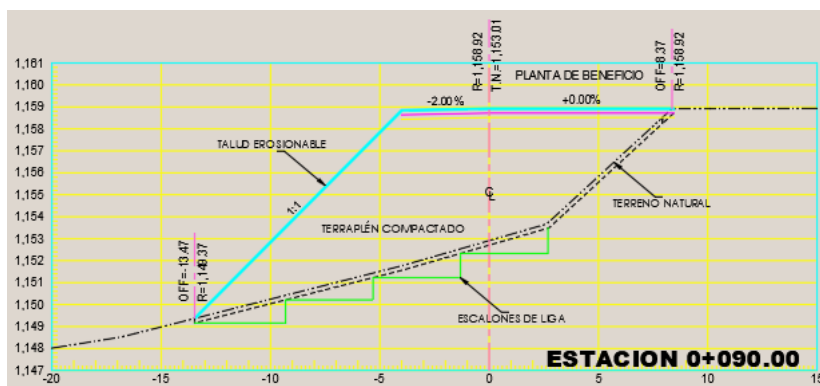 R=1,158.92
T.N.=1,153.01
OFF=8.37
R=1,158.92
PLANTA DE BENEFICIO
-2.00%
+0.00%
1,161
1,160
1,159
1,158
1,157
1,156
1,155
1,154
1,153
1,152
1,151
1,150
1,149
1,148
1,147
TALUD EROSIONABLE
1:1
℄
TERRENO NATURAL
TERRAPLÉN COMPACTADO
OFF=-13.47
R=1,149.37
ESCALONES DE LIGA
ESTACION 0+090.00
-20
-15
-10
-5
0
5
10
15